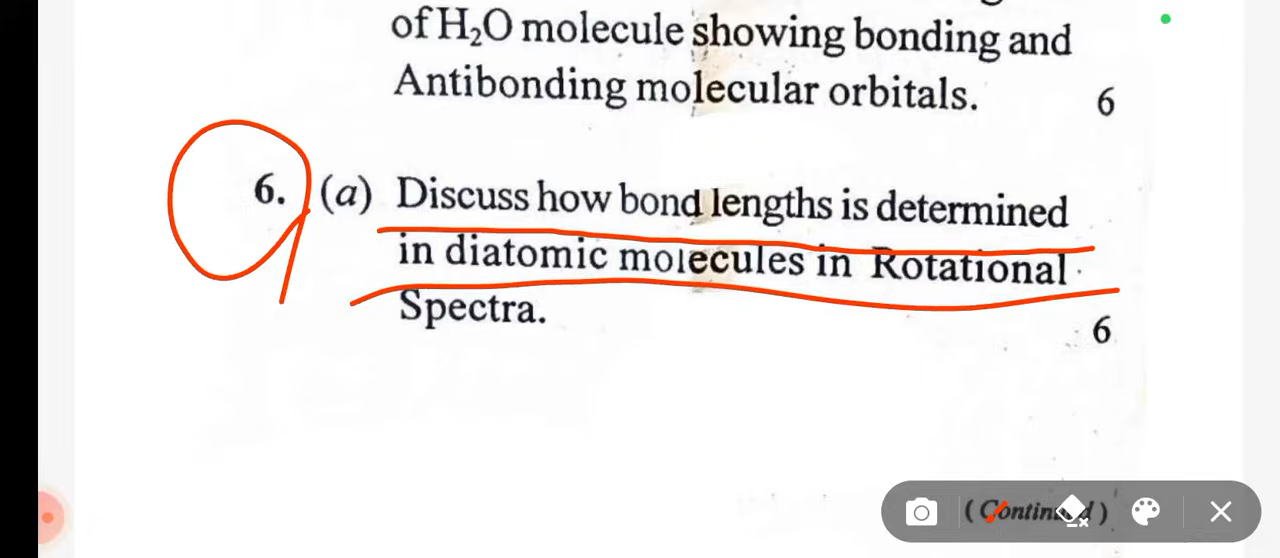 of H₂O molecule showing bonding and
Antibonding molecular orbitals. 6
6. (a) Discuss how bond lengths is determined
in diatomic molecules in Rotational
Spectra. 6